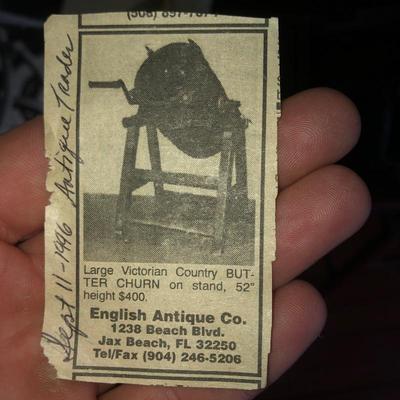 Large Victorian Country BUT-
TER CHURN on stand, 52"
height $400.
English Antique Co.
1238 Beach Blvd.
Jax Beach, FL 32250
Tel/Fax (904) 246-5206
Sept 11-1996 Antique Trader